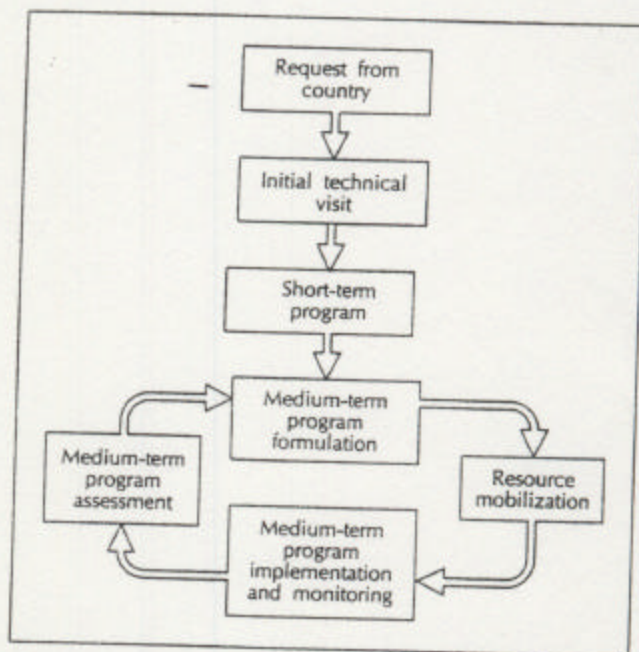 Request from
country
Initial technical
visit
Short-term
program
Medium-term
program
formulation
Medium-term
program
assessment
Resource
mobilization
Medium-term
program
implementation
and monitoring